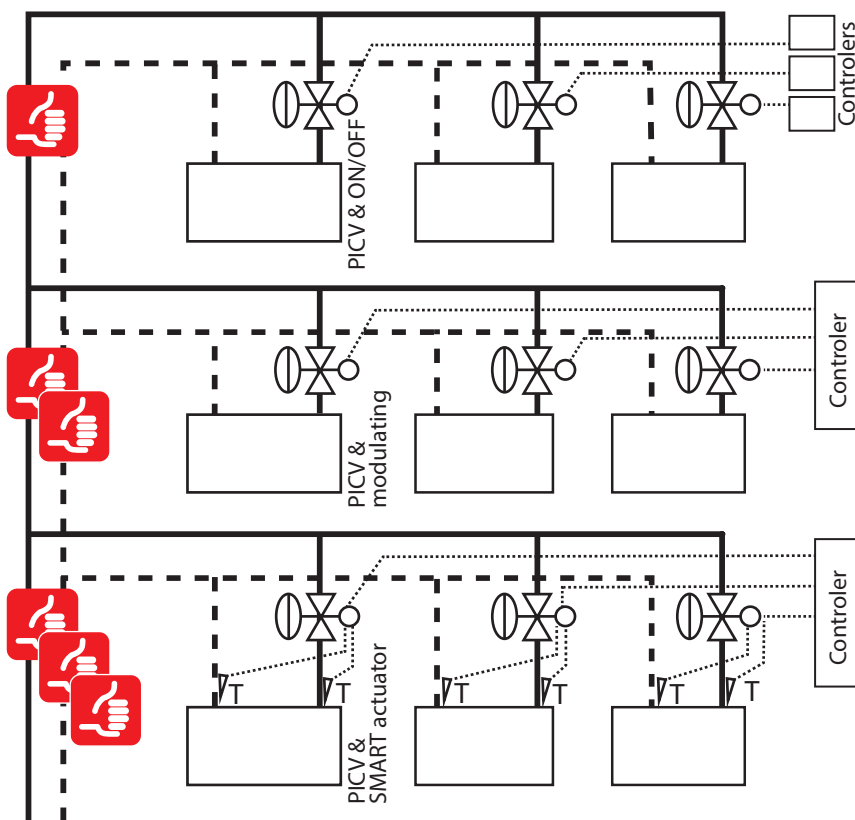 Controlers
PICV & ON/OFF
Controler
PICV &
modulating
Controler
T
T
T
T
T
T
PICV &
SMART actuator